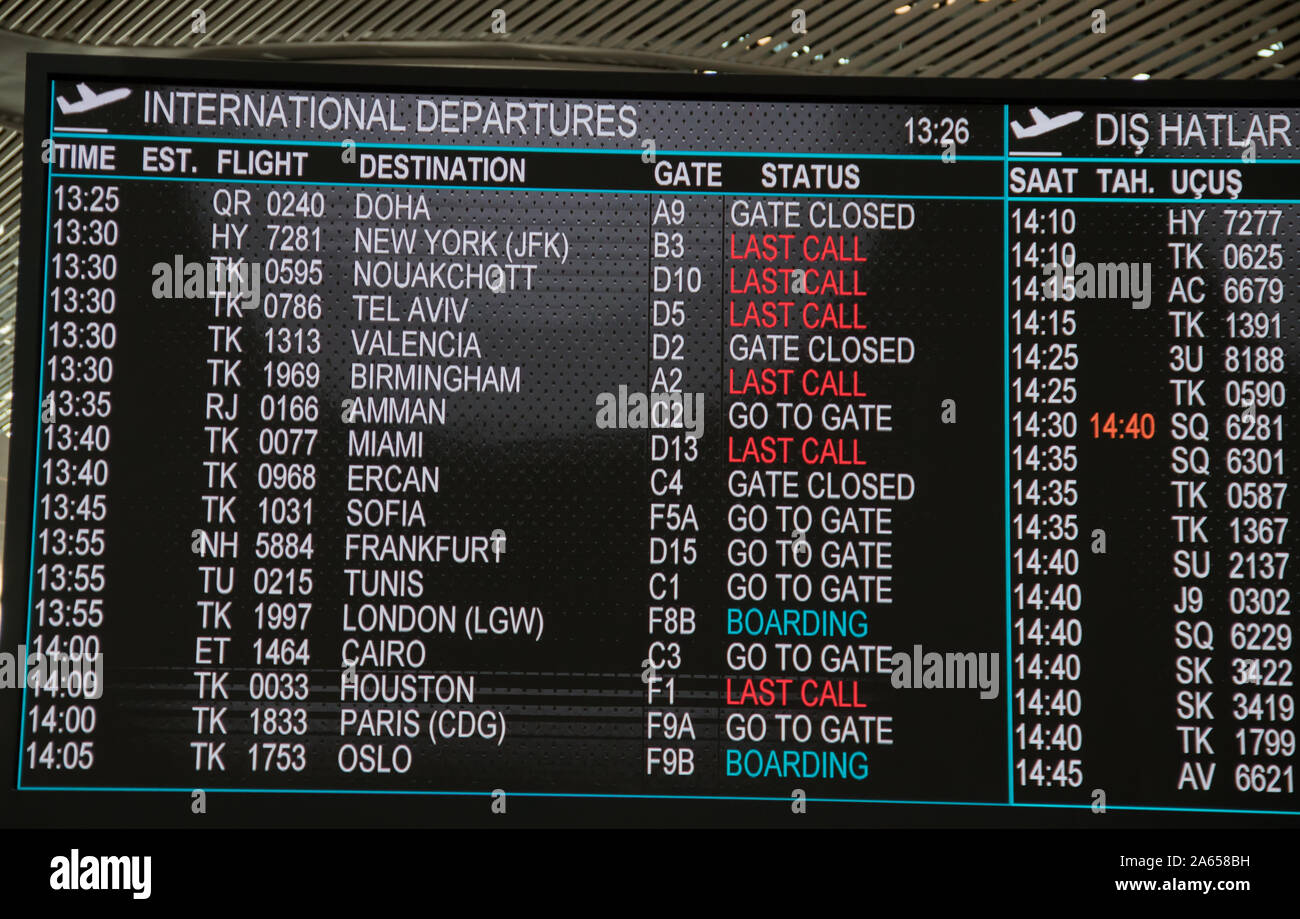 INTERNATIONAL DEPARTURES 13:26
TIME EST. FLIGHT DESTINATION GATE STATUS
13:25 QR 0240 DOHA A9 GATE CLOSED
13:30 HY 7281 NEW YORK (JFK) B3 LAST CALL
13:30 TK 0595 NOUAKCHOTT D10 LAST CALL
13:30 TK 0786 TEL AVIV D5 LAST CALL
13:30 TK 1313 VALENCIA D2 GATE CLOSED
13:30 TK 1969 BIRMINGHAM A2 LAST CALL
13:35 RJ 0166 AMMAN C2 GO TO GATE
13:40 TK 0077 MIAMI D13 LAST CALL
13:40 TK 0968 ERCAN C4 GATE CLOSED
13:45 TK 1031 SOFIA F5A GO TO GATE
13:55 NH 5884 FRANKFURT D15 GO TO GATE
13:55 TU 0215 TUNIS C1 GO TO GATE
13:55 TK 1997 LONDON (LGW) F8B BOARDING
14:00 ET 1464 CAIRO C3 GO TO GATE
14:00 TK 0033 HOUSTON F1 LAST CALL
14:00 TK 1833 PARIS (CDG) F9A GO TO GATE
14:05 TK 1753 OSLO F9B BOARDING
DIŞ HATLAR
SAAT TAH. UÇUŞ
14:10 HY 7277
14:10 TK 0625
14:15 AC 6679
14:15 TK 1391
14:25 3U 8188
14:25 TK 0590
14:30 14:40 SQ 6281
14:35 SQ 6301
14:35 TK 0587
14:35 TK 1367
14:40 SU 2137
14:40 J9 0302
14:40 SQ 6229
14:40 SK 3422
14:40 SK 3419
14:40 TK 1799
14:45 AV 6621
alamy
alamy
Image ID: 2A658BH
www.alamy.com